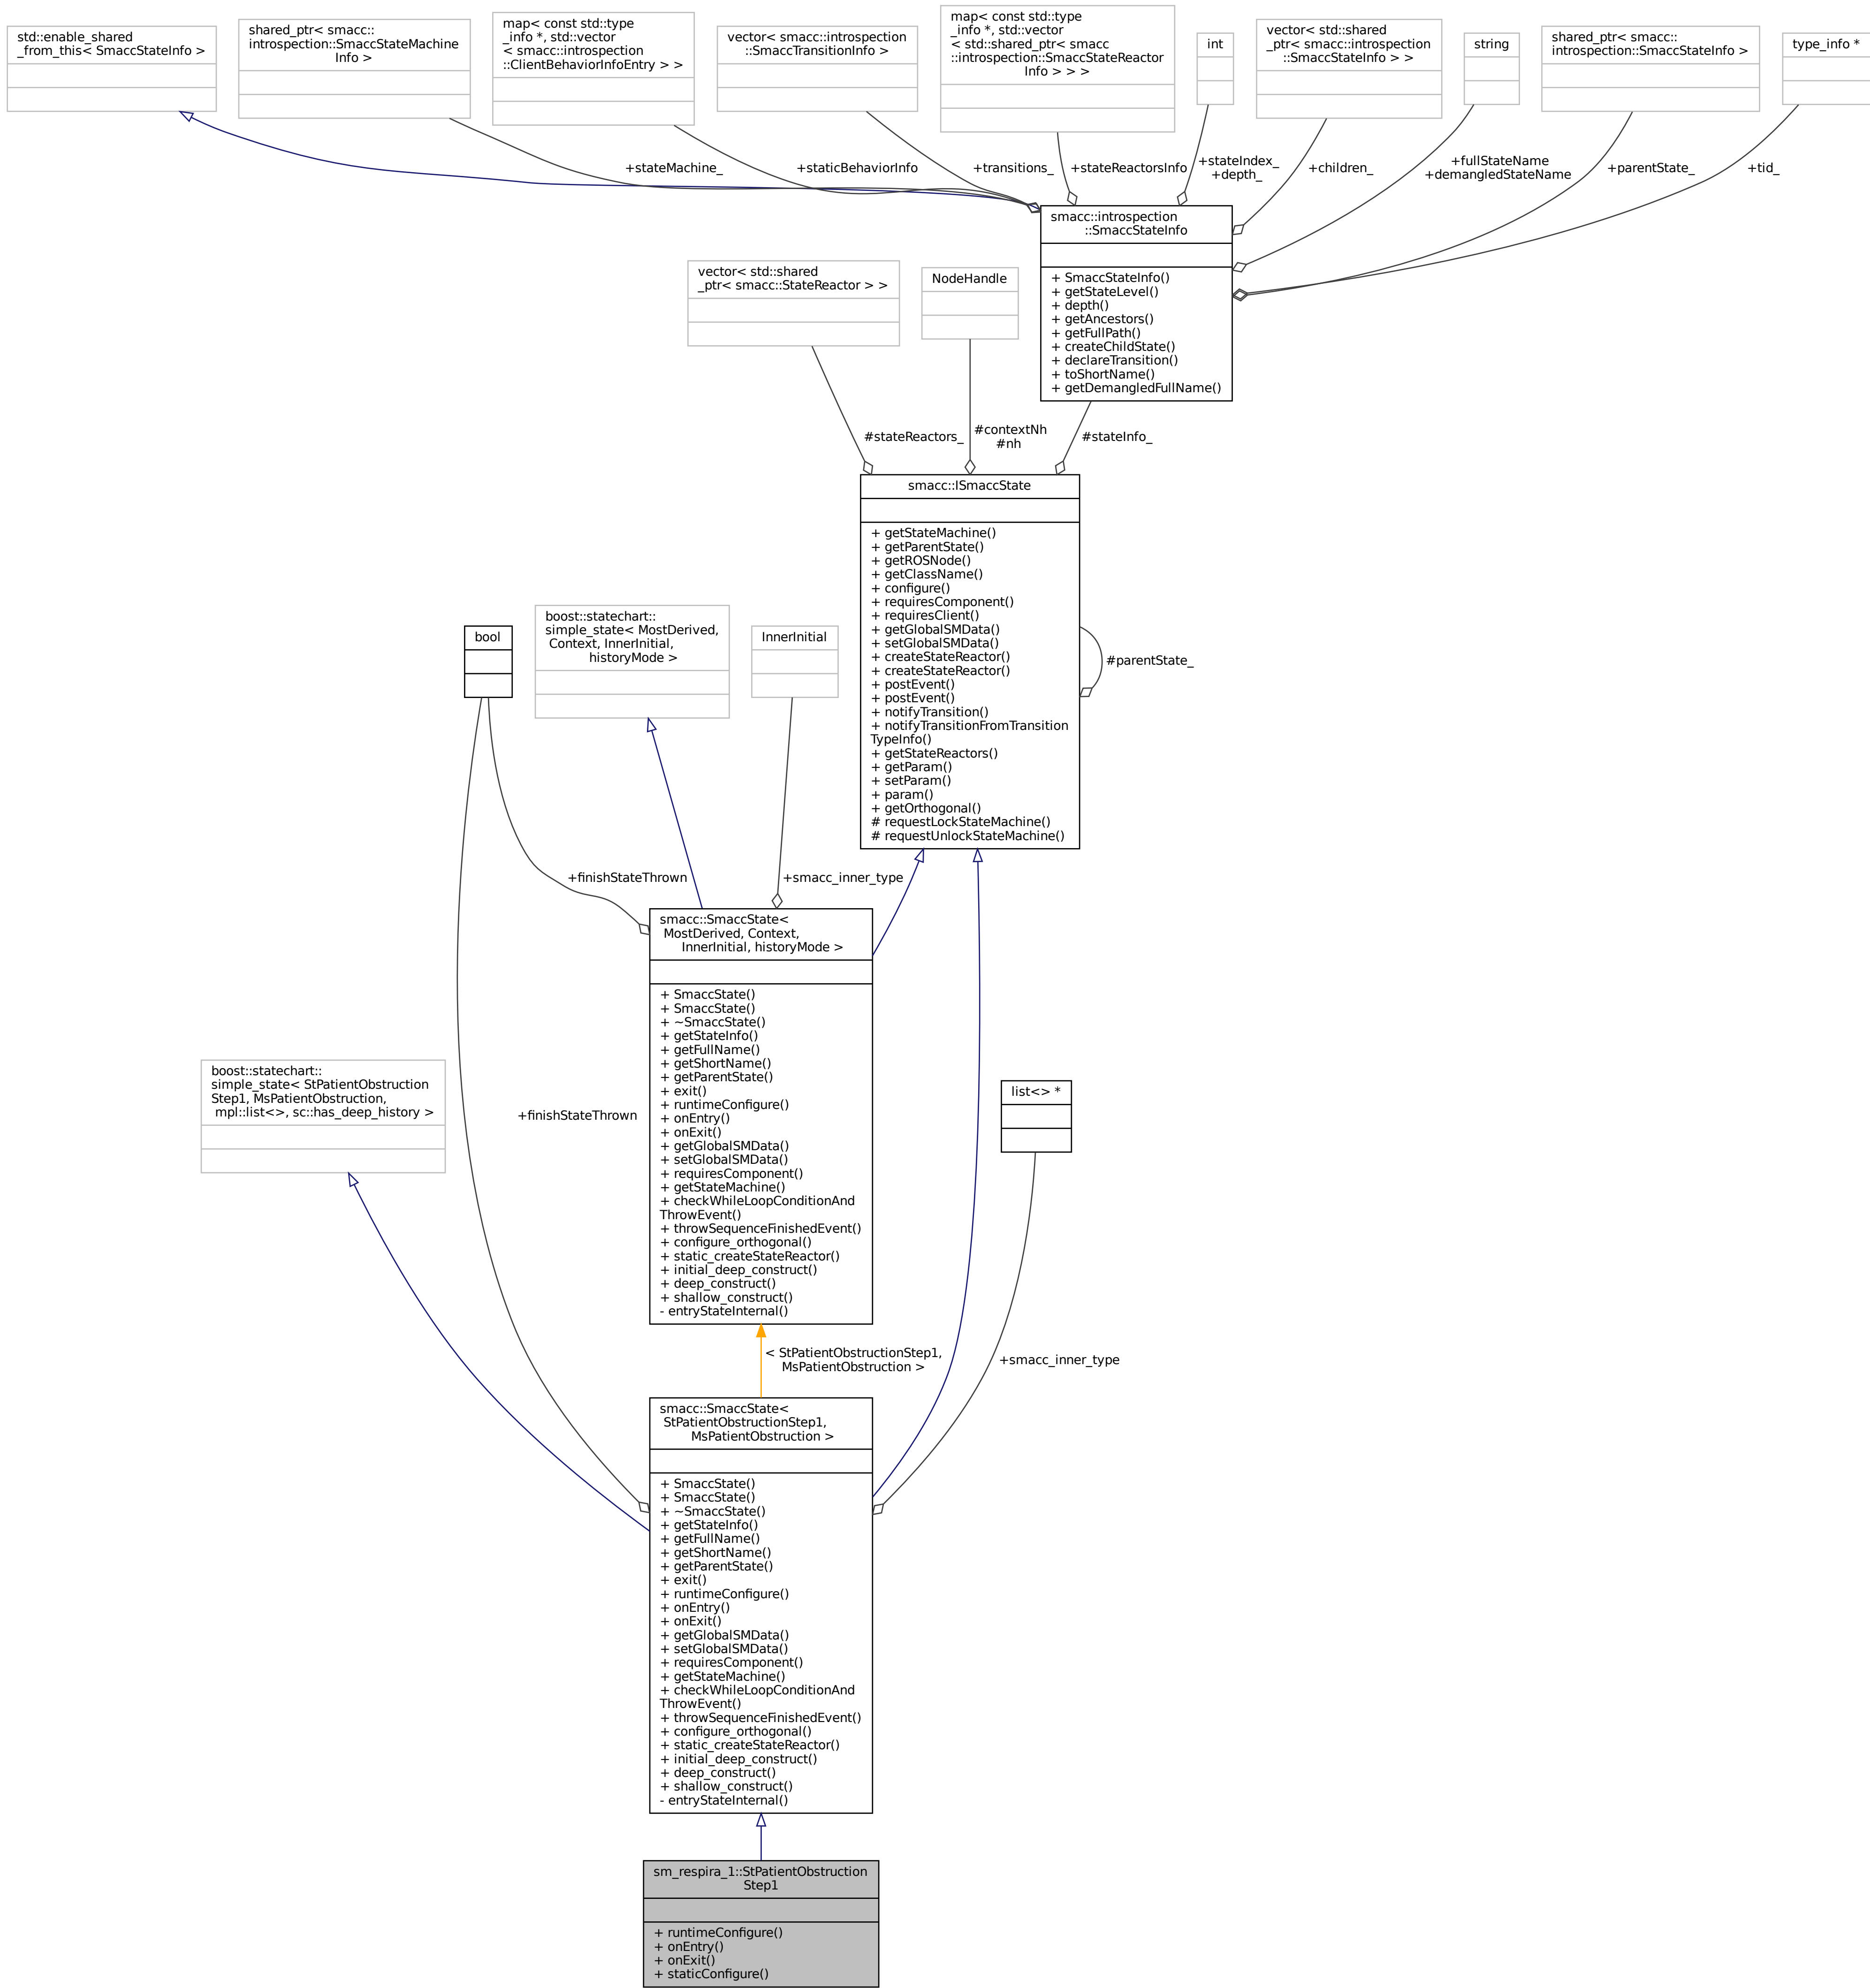 std::enable_shared
_from_this< SmaccStateInfo >
shared_ptr< smacc::
introspection::SmaccStateMachine
Info >
map< const std::type
_info *, std::vector
< smacc::introspection
::ClientBehaviorInfoEntry > >
vector< smacc::introspection
::SmaccTransitionInfo >
map< const std::type
_info *, std::vector
< std::shared_ptr< smacc
::introspection::SmaccStateReactor
Info > > >
int
vector< std::shared
_ptr< smacc::introspection
::SmaccStateInfo > >
string
shared_ptr< smacc::
introspection::SmaccStateInfo >
type_info *
+stateMachine_
+staticBehaviorInfo
+transitions_
+stateReactorsInfo
+stateIndex_
+depth_
+children_
+fullStateName
+demangledStateName
+parentState_
+tid_
smacc::introspection
::SmaccStateInfo
+ SmaccStateInfo()
+ getStateLevel()
+ depth()
+ getAncestors()
+ getFullPath()
+ createChildState()
+ declareTransition()
+ toShortName()
+ getDemangledFullName()
vector< std::shared
_ptr< smacc::StateReactor > >
NodeHandle
#stateReactors_
#contextNh
#nh
#stateInfo_
smacc::ISmaccState
+ getStateMachine()
+ getParentState()
+ getROSNode()
+ getClassName()
+ configure()
+ requiresComponent()
+ requiresClient()
+ getGlobalSMData()
+ setGlobalSMData()
+ createStateReactor()
+ createStateReactor()
+ postEvent()
+ postEvent()
+ notifyTransition()
+ notifyTransitionFromTransition
TypeInfo()
+ getStateReactors()
+ getParam()
+ setParam()
+ param()
+ getOrthogonal()
# requestLockStateMachine()
# requestUnlockStateMachine()
#parentState_
bool
boost::statechart::
simple_state< MostDerived,
Context, InnerInitial,
historyMode >
InnerInitial
+finishStateThrown
+smacc_inner_type
smacc::SmaccState<
MostDerived, Context,
InnerInitial, historyMode >
+ SmaccState()
+ SmaccState()
+ ~SmaccState()
+ getStateInfo()
+ getFullName()
+ getShortName()
+ getParentState()
+ exit()
+ runtimeConfigure()
+ onEntry()
+ onExit()
+ getGlobalSMData()
+ setGlobalSMData()
+ requiresComponent()
+ getStateMachine()
+ checkWhileLoopConditionAnd
ThrowEvent()
+ throwSequenceFinishedEvent()
+ configure_orthogonal()
+ static_createStateReactor()
+ initial_deep_construct()
+ deep_construct()
+ shallow_construct()
- entryStateInternal()
boost::statechart::
simple_state< StPatientObstruction
Step1, MsPatientObstruction,
mpl::list<>, sc::has_deep_history >
+finishStateThrown
list<> *
< StPatientObstructionStep1,
MsPatientObstruction >
+smacc_inner_type
smacc::SmaccState<
StPatientObstructionStep1,
MsPatientObstruction >
+ SmaccState()
+ SmaccState()
+ ~SmaccState()
+ getStateInfo()
+ getFullName()
+ getShortName()
+ getParentState()
+ exit()
+ runtimeConfigure()
+ onEntry()
+ onExit()
+ getGlobalSMData()
+ setGlobalSMData()
+ requiresComponent()
+ getStateMachine()
+ checkWhileLoopConditionAnd
ThrowEvent()
+ throwSequenceFinishedEvent()
+ configure_orthogonal()
+ static_createStateReactor()
+ initial_deep_construct()
+ deep_construct()
+ shallow_construct()
- entryStateInternal()
sm_respira_1::StPatientObstruction
Step1
+ runtimeConfigure()
+ onEntry()
+ onExit()
+ staticConfigure()